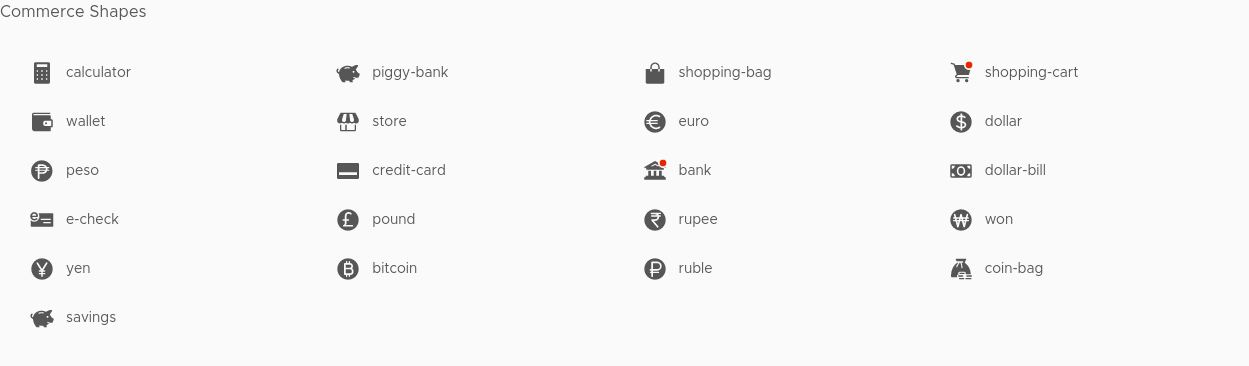 Commerce Shapes
calculator piggy-bank shopping-bag shopping-cart
wallet store euro dollar
peso credit-card bank dollar-bill
e-check pound rupee won
yen bitcoin ruble coin-bag
savings